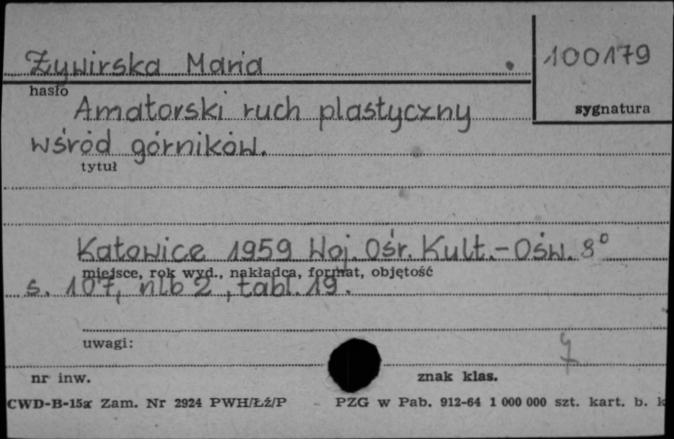 Żywirska Maria
100179
hasło
sygnatura
Amatorski ruch plastyczny
wśród górników.
tytuł
Katowice 1959 Woj. Ośr. Kult.-Ośw. 8°
miejsce, rok wyd., nakładca, format, objętość
s. 107, nlb 2, tabl. 19.
uwagi:
nr inw.
znak klas.
CWD-B-15a Zam. Nr 2924 PWH/Łź/P PZG w Pab. 912-64 1 000 000 szt. kart. b. k